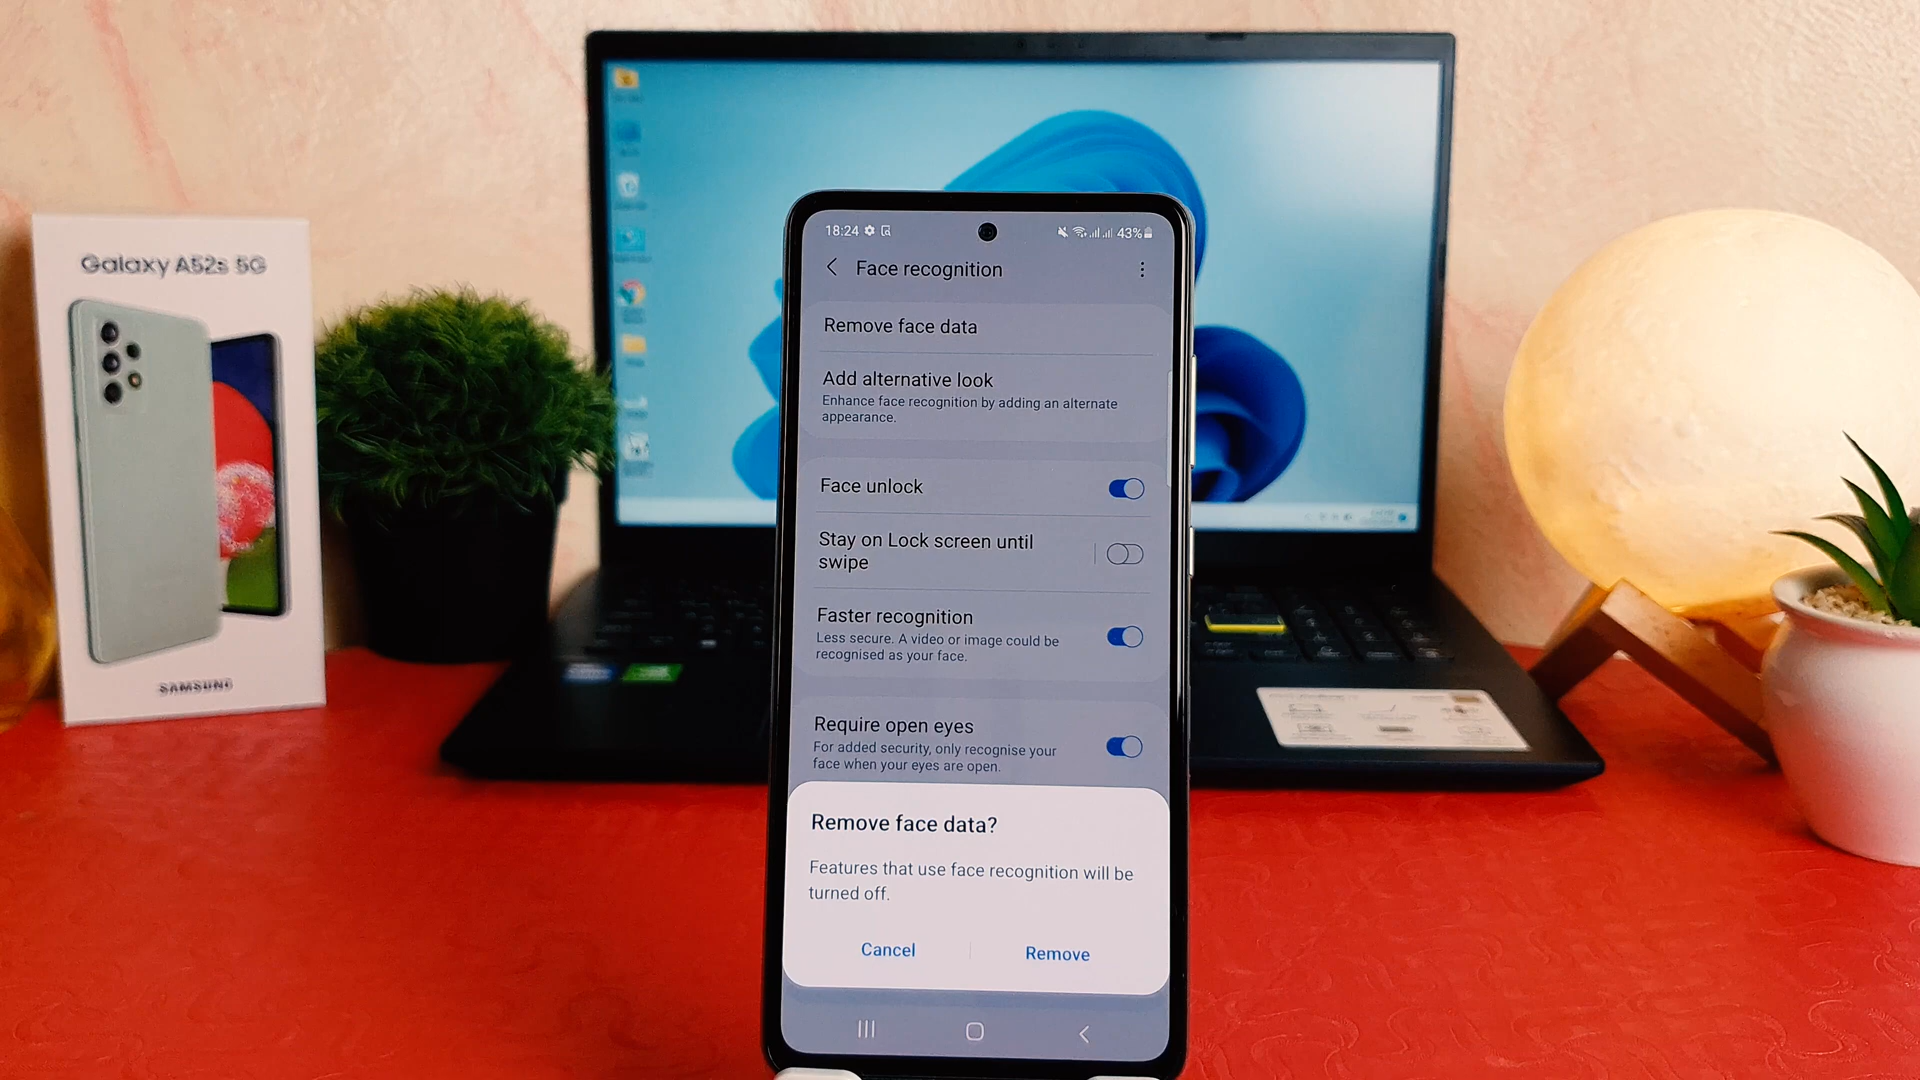 Galaxy A52s 5G
SAMSUNG
18:24
43%
Face recognition
Remove face data
Add alternative look
Enhance face recognition by adding an alternate
appearance.
Face unlock
Stay on Lock screen until
swipe
Faster recognition
Less secure. A video or image could be
recognised as your face.
Require open eyes
For added security, only recognise your
face when your eyes are open.
Remove face data?
Features that use face recognition will be
turned off.
Cancel
Remove